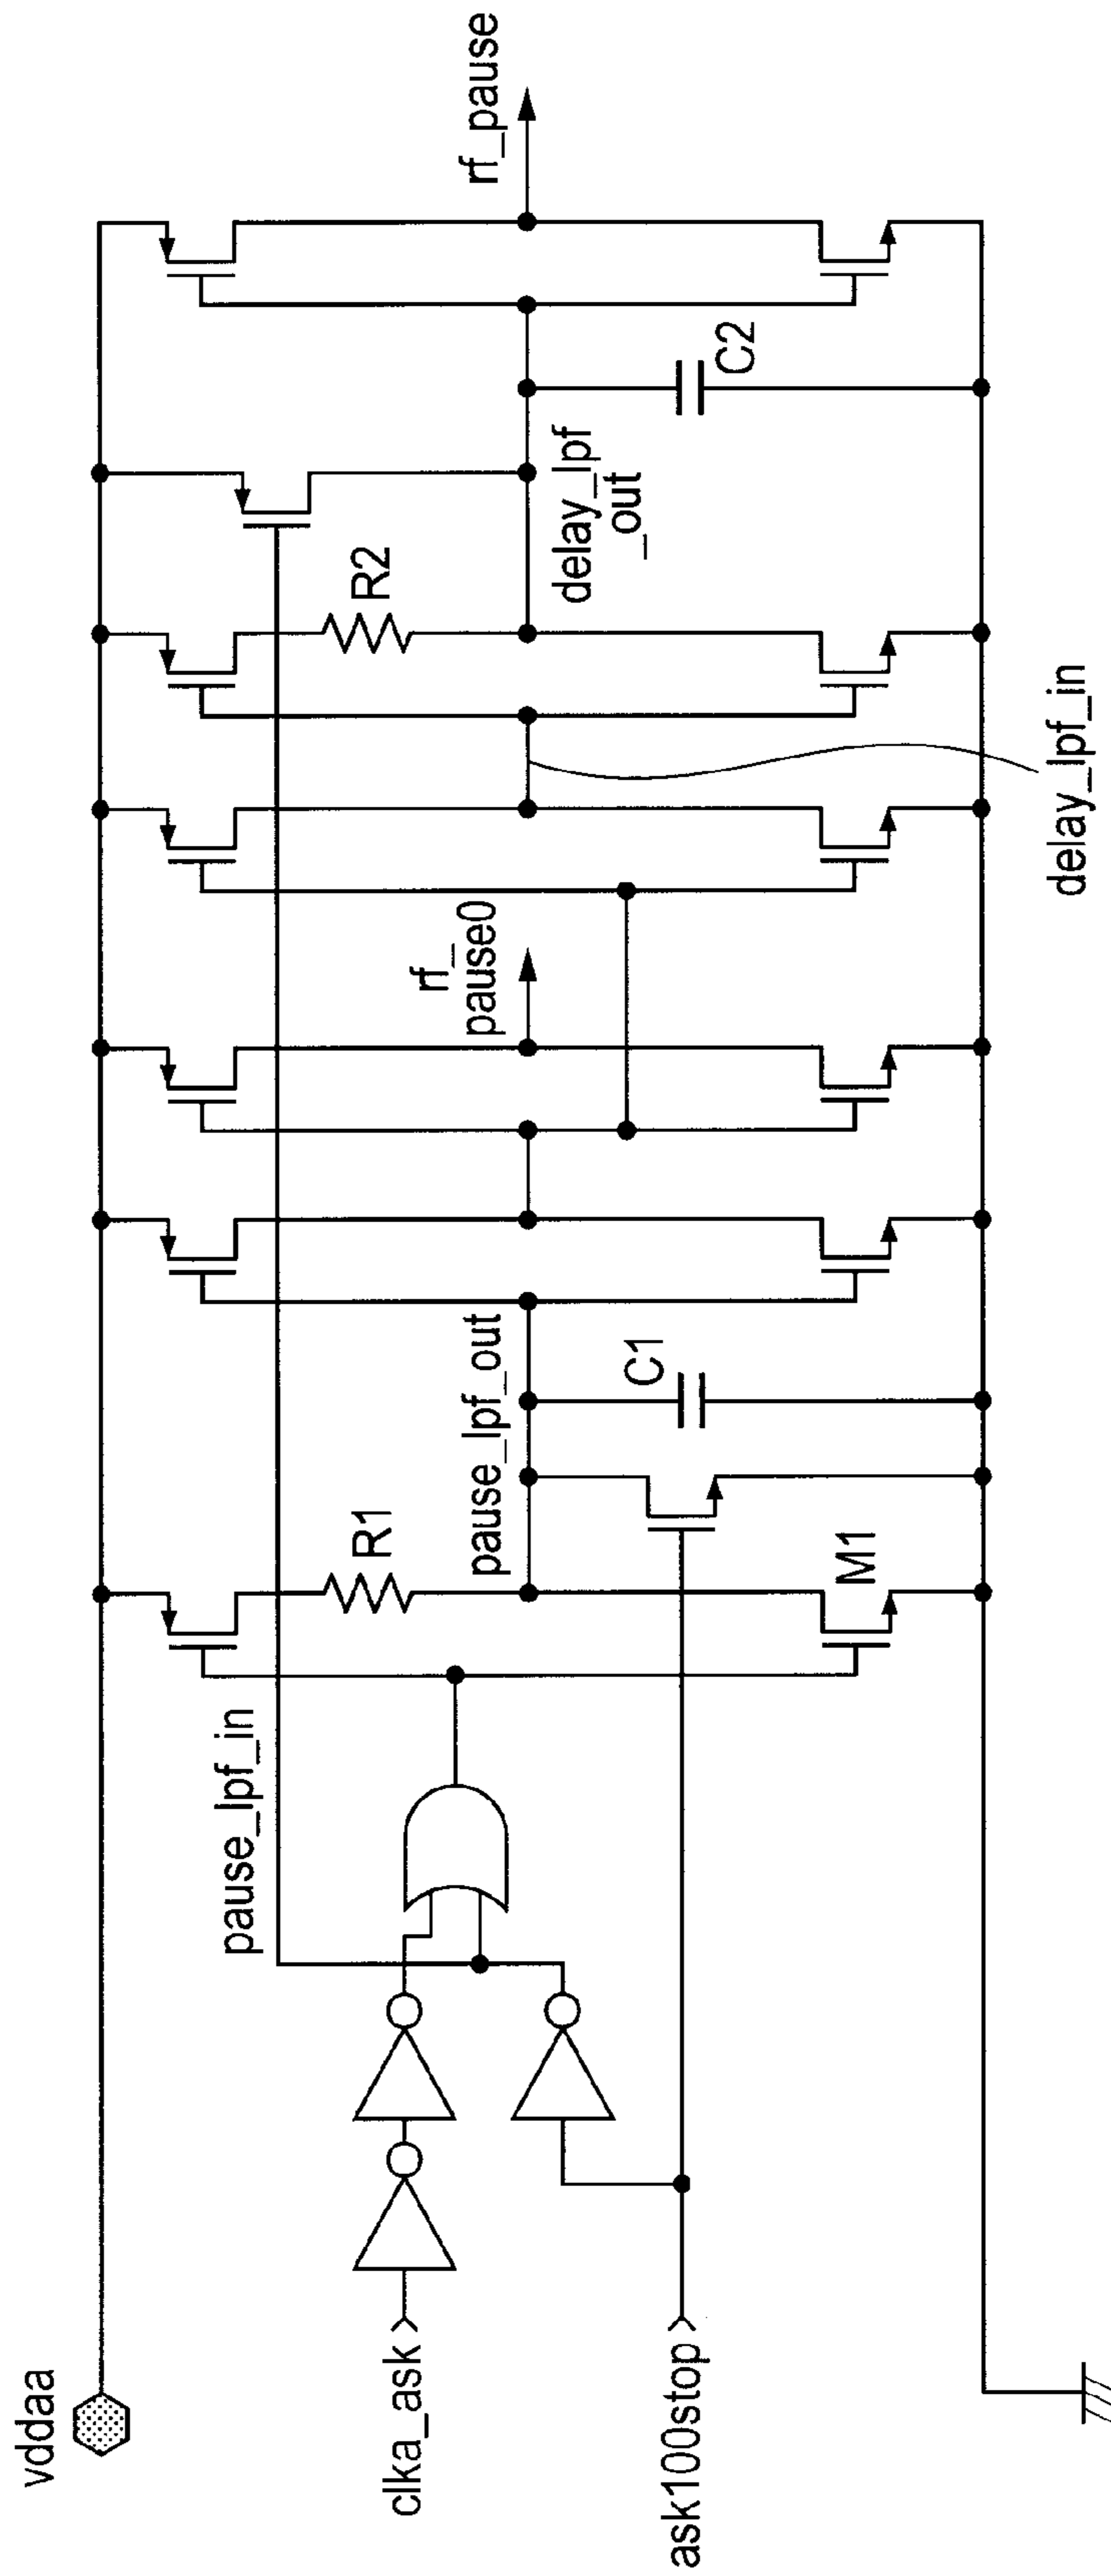 vddaa
clka_ask
ask100stop
pause_lpf_in
R1
M1
pause_lpf_out
C1
rf_
pause0
delay_lpf_in
R2
delay_lpf
_out
C2
rf_pause